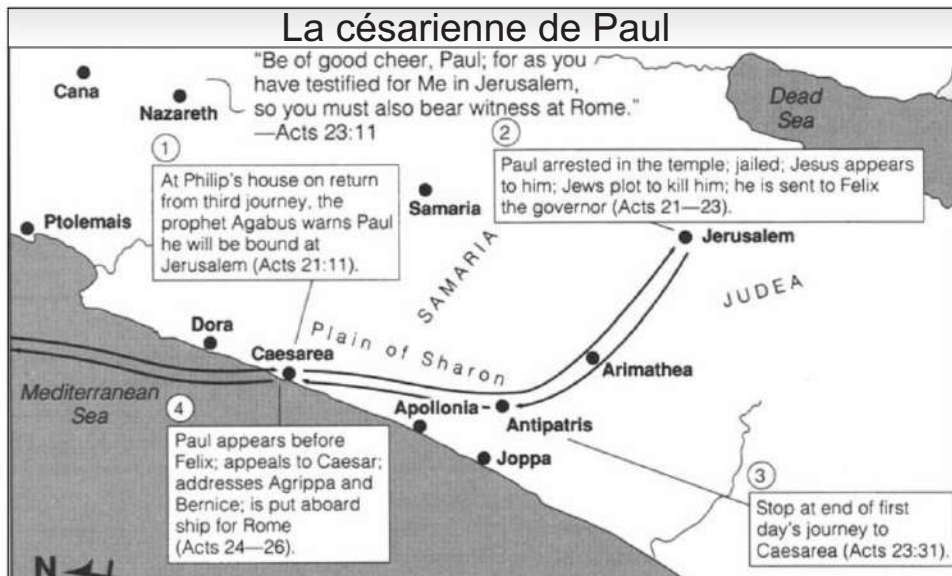 La césarienne de Paul
"Be of good cheer, Paul; for as you
have testified for Me in Jerusalem,
so you must also bear witness at Rome."
—Acts 23:11
Cana
Nazareth
Dead
Sea
1
At Philip's house on return
from third journey, the
prophet Agabus warns Paul
he will be bound at
Jerusalem (Acts 21:11).
2
Paul arrested in the temple; jailed; Jesus appears
to him; Jews plot to kill him; he is sent to Felix
the governor (Acts 21—23).
Ptolemais
Samaria
SAMARIA
Jerusalem
JUDEA
Dora
Caesarea
Plain of Sharon
Arimathea
Mediterranean
Sea
Apollonia
Antipatris
Joppa
4
Paul appears before
Felix; appeals to Caesar;
addresses Agrippa and
Bernice; is put aboard
ship for Rome
(Acts 24—26).
3
Stop at end of first
day's journey to
Caesarea (Acts 23:31).
N